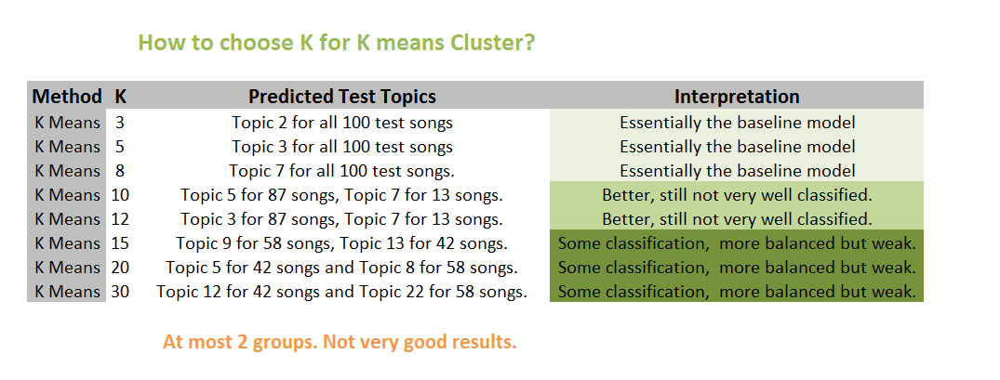 How to choose K for K means Cluster?
Method K Predicted Test Topics Interpretation
K Means 3 Topic 2 for all 100 test songs Essentially the baseline model
K Means 5 Topic 3 for all 100 test songs Essentially the baseline model
K Means 8 Topic 7 for all 100 test songs. Essentially the baseline model
K Means 10 Topic 5 for 87 songs, Topic 7 for 13 songs. Better, still not very well classified.
K Means 12 Topic 3 for 87 songs, Topic 7 for 13 songs. Better, still not very well classified.
K Means 15 Topic 9 for 58 songs, Topic 13 for 42 songs. Some classification, more balanced but weak.
K Means 20 Topic 5 for 42 songs and Topic 8 for 58 songs. Some classification, more balanced but weak.
K Means 30 Topic 12 for 42 songs and Topic 22 for 58 songs. Some classification, more balanced but weak.
At most 2 groups. Not very good results.